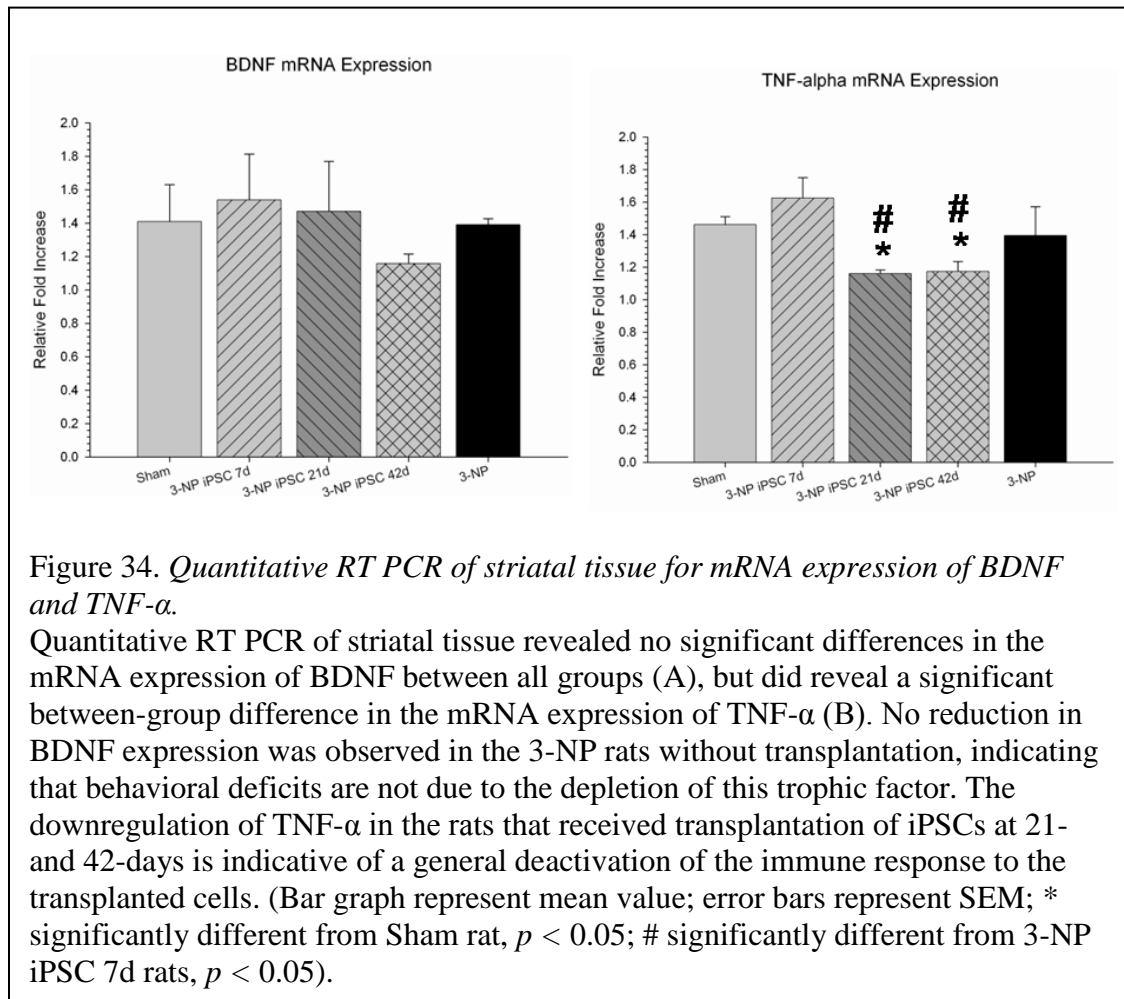 BDNF mRNA Expression
Relative Fold Increase
2.0
1.8
1.6
1.4
1.2
1.0
0.8
0.6
0.4
0.2
0.0
Sham
3-NP iPSC 7d
3-NP iPSC 21d
3-NP iPSC 42d
3-NP
TNF-alpha mRNA Expression
Relative Fold Increase
2.0
1.8
1.6
1.4
1.2
1.0
0.8
0.6
0.4
0.2
0.0
#
*
#
*
Sham
3-NP iPSC 7d
3-NP iPSC 21d
3-NP iPSC 42d
3-NP
Figure 34. Quantitative RT PCR of striatal tissue for mRNA expression of BDNF
and TNF-α.
Quantitative RT PCR of striatal tissue revealed no significant differences in the
mRNA expression of BDNF between all groups (A), but did reveal a significant
between-group difference in the mRNA expression of TNF-α (B). No reduction in
BDNF expression was observed in the 3-NP rats without transplantation, indicating
that behavioral deficits are not due to the depletion of this trophic factor. The
downregulation of TNF-α in the rats that received transplantation of iPSCs at 21-
and 42-days is indicative of a general deactivation of the immune response to the
transplanted cells. (Bar graph represent mean value; error bars represent SEM; *
significantly different from Sham rat, p < 0.05; # significantly different from 3-NP
iPSC 7d rats, p < 0.05).